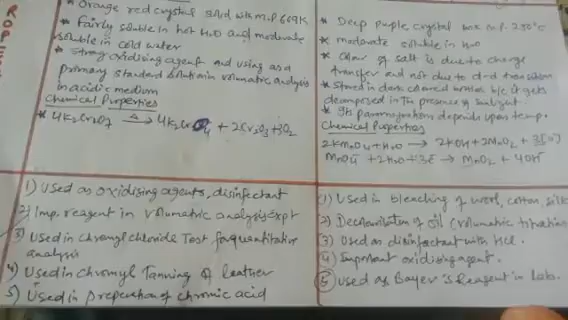 * Orange red crystal solid with m.p 669K
* Fairly soluble in hot H2O and moderate
soluble in cold water
* Strong oxidising agent and using as a
primary standard solution in volumatric analysis
in acidic medium
Chemical Properties
* 4K2Cr2O7 △→ 4K2CrO4 + 2Cr2O3 + 3O2
* Deep purple crystal
* moderate soluble in H2O
* Colour of salt is due to charge
transfer and not due to d-d transition
* stored in dark coloured bottles b/c it gets
decomposed in the presence of sunlight.
* Its paramagnetism depends upon temp.
Chemical Properties
2KMnO4 + H2O → 2KOH + 2MnO2 + 3[O]
MnO4⁻ + 2H2O + 3e⁻ → MnO2 + 4OH⁻
1) Used as oxidising agents, disinfectant
2) Imp. reagent in volumatric analysis expt
3) Used in chromyl chloride Test for quantitative
analysis
4) Used in Chromyl Tanning of leather
5) Used in preperation of chromic acid
(1) Used in bleaching of wool, cotton, silk
(2) Decolourisation of oil (volumatric titration
(3) Used as disinfectant with HCl.
(4) Important oxidising agent.
(5) Used as Bayer's Reagent in Lab.